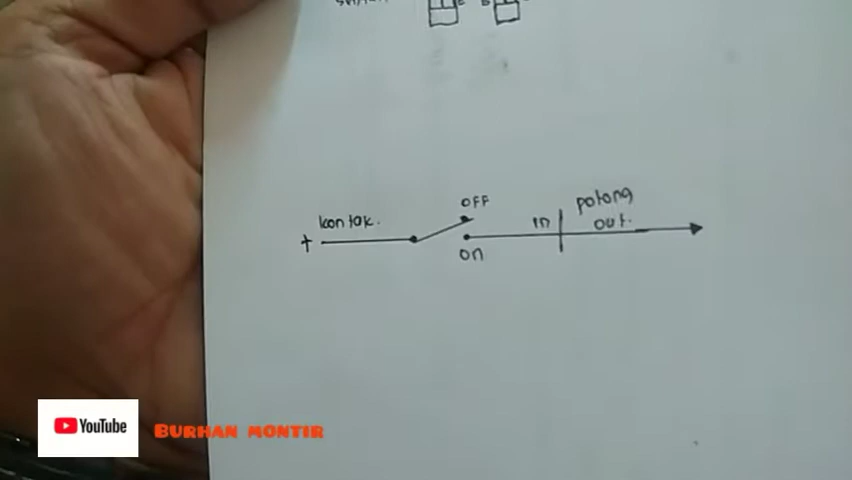 OFF
potong
kontak.
in
out.
+
on
YouTube
BURHAN MONTIR